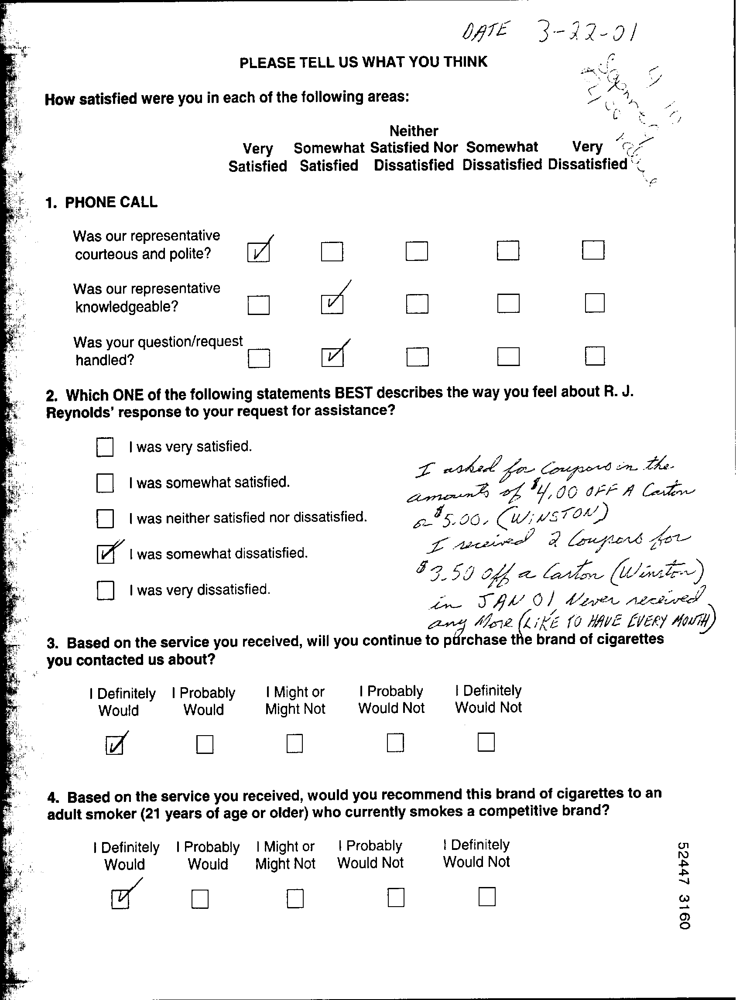 DATE 3-22-01
PLEASE TELL US WHAT YOU THINK
How satisfied were you in each of the following areas:
Neither
Very Somewhat Satisfied Nor Somewhat Very
Satisfied Satisfied Dissatisfied Dissatisfied Dissatisfied
1. PHONE CALL
Was our representative
courteous and polite?
Was our representative
knowledgeable?
Was your question/request
handled?
2. Which ONE of the following statements BEST describes the way you feel about R. J.
Reynolds' response to your request for assistance?
I was very satisfied.
I was somewhat satisfied.
I was neither satisfied nor dissatisfied.
I was somewhat dissatisfied.
I was very dissatisfied.
I asked for Coupons in the
amounts of $4.00 OFF A Carton
or $5.00. (WINSTON)
I received 2 Coupons for
$3.50 off a Carton (Winston)
in JAN 01 Never received
any More (LIKE TO HAVE EVERY MONTH)
3. Based on the service you received, will you continue to purchase the brand of cigarettes
you contacted us about?
I Definitely I Probably I Might or I Probably I Definitely
Would Would Might Not Would Not Would Not
4. Based on the service you received, would you recommend this brand of cigarettes to an
adult smoker (21 years of age or older) who currently smokes a competitive brand?
I Definitely I Probably I Might or I Probably I Definitely
Would Would Might Not Would Not Would Not
52447 3160